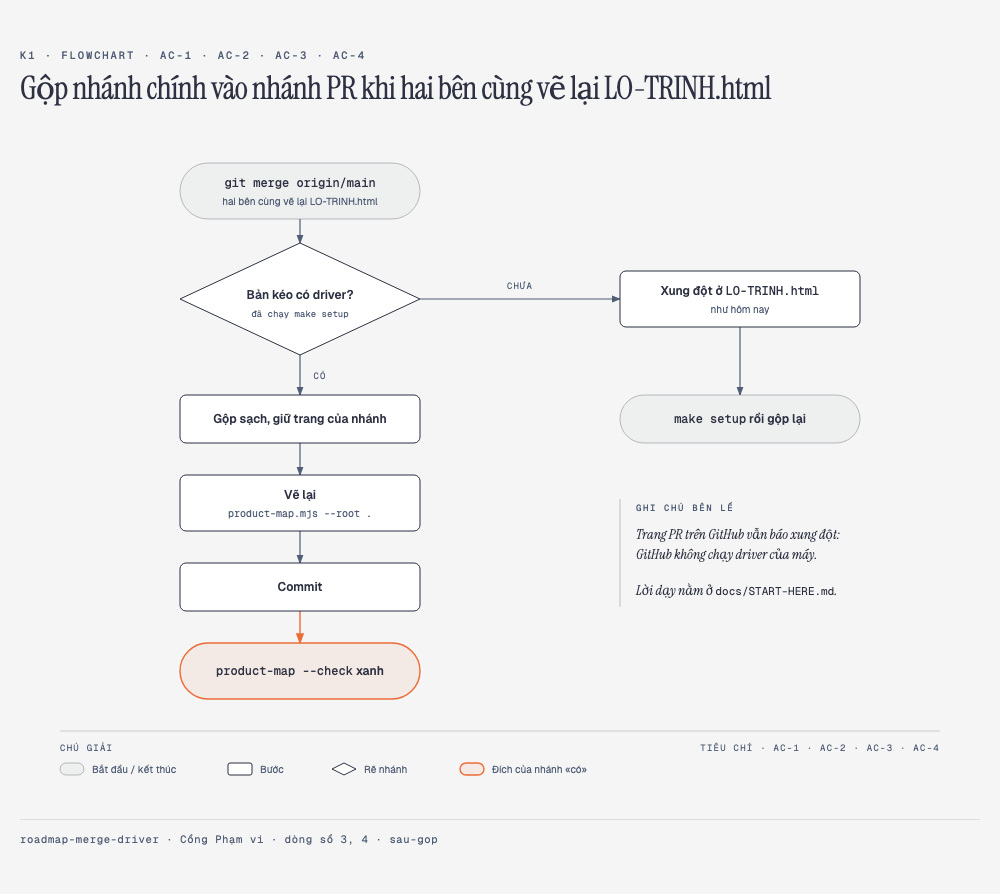 K1 · FLOWCHART · AC-1 · AC-2 · AC-3 · AC-4
Gộp nhánh chính vào nhánh PR khi hai bên cùng vẽ lại LO-TRINH.html
git merge origin/main
hai bên cùng vẽ lại LO-TRINH.html
Bản kéo có driver?
đã chạy make setup
CHƯA
Xung đột ở LO-TRINH.html
như hôm nay
CÓ
Gộp sạch, giữ trang của nhánh
make setup rồi gộp lại
Vẽ lại
product-map.mjs --root .
GHI CHÚ BÊN LỀ
Trang PR trên GitHub vẫn báo xung đột:
GitHub không chạy driver của máy.
Commit
Lời dạy nằm ở docs/START-HERE.md.
product-map --check xanh
CHÚ GIẢI
TIÊU CHÍ · AC-1 · AC-2 · AC-3 · AC-4
Bắt đầu / kết thúc
Bước
Rẽ nhánh
Đích của nhánh «có»
roadmap-merge-driver · Cổng Phạm vi · dòng số 3, 4 · sau-gop